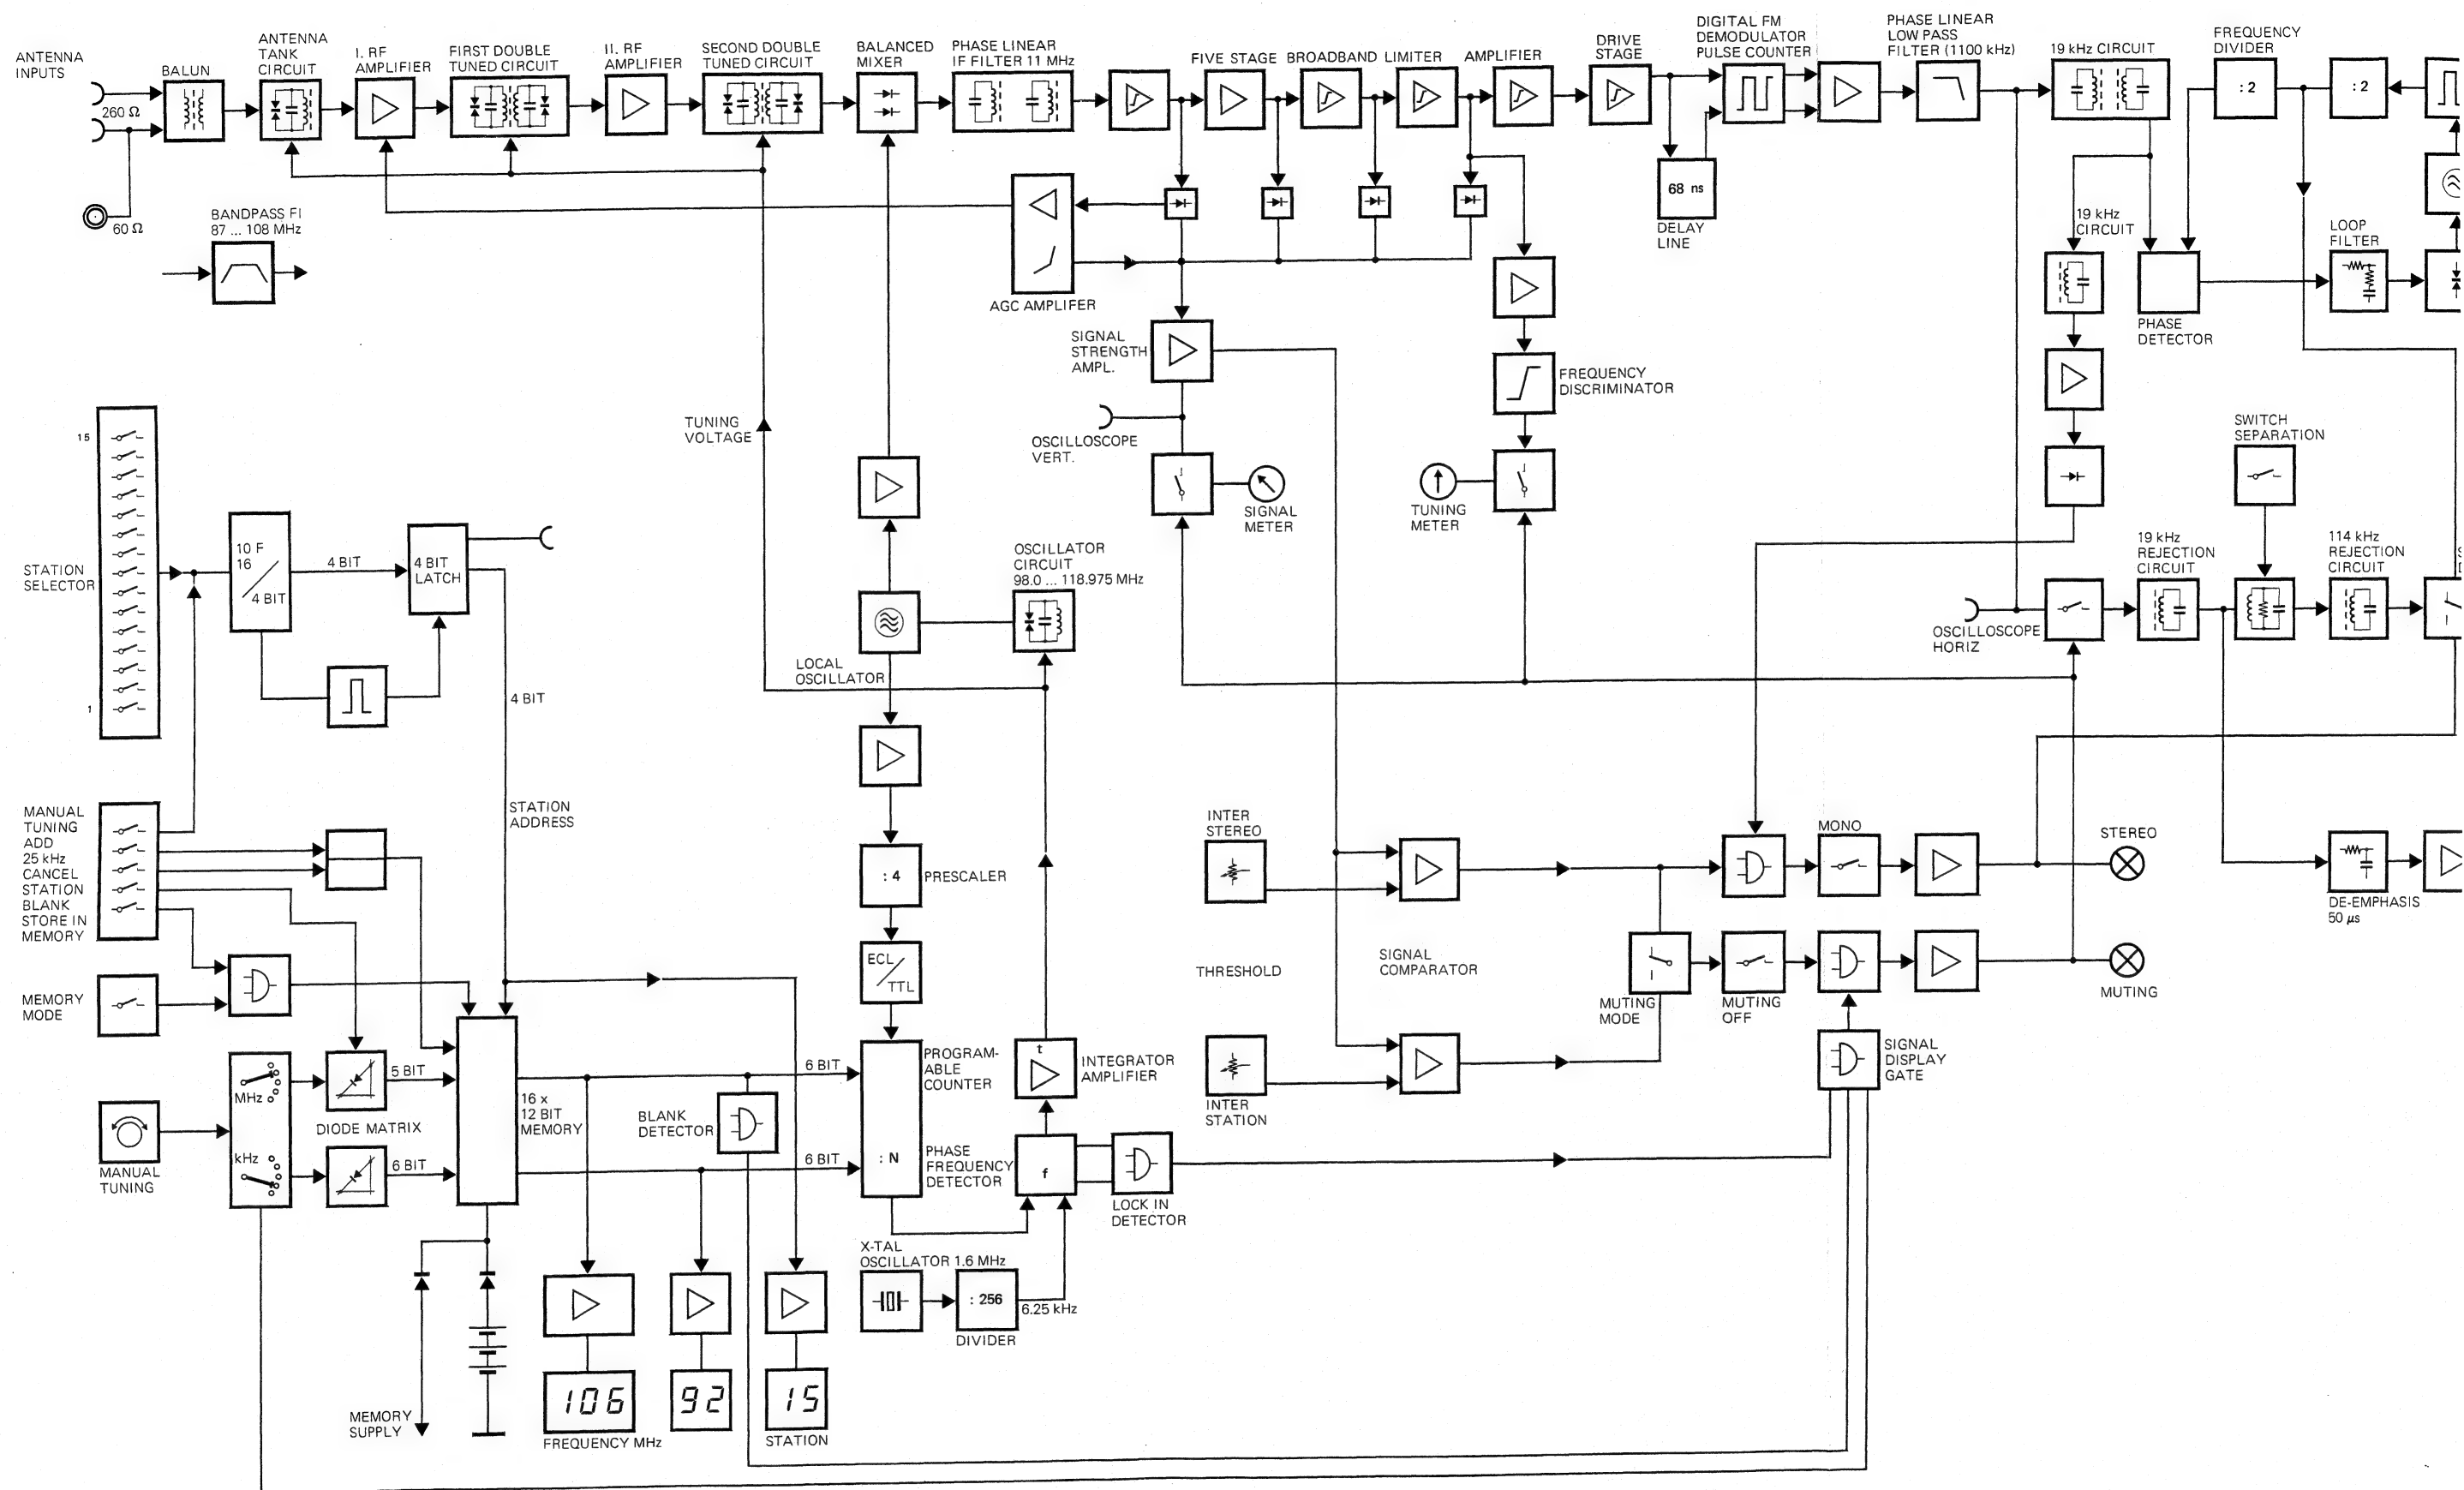 ANTENNA
INPUTS
260 Ω
60 Ω
BALUN
ANTENNA
TANK
CIRCUIT
I. RF
AMPLIFIER
FIRST DOUBLE
TUNED CIRCUIT
II. RF
AMPLIFIER
SECOND DOUBLE
TUNED CIRCUIT
BALANCED
MIXER
PHASE LINEAR
IF FILTER 11 MHz
FIVE STAGE BROADBAND LIMITER AMPLIFIER
DRIVE
STAGE
DIGITAL FM
DEMODULATOR
PULSE COUNTER
PHASE LINEAR
LOW PASS
FILTER (1100 kHz)
19 kHz CIRCUIT
FREQUENCY
DIVIDER
: 2
: 2
BANDPASS FI
87 ... 108 MHz
AGC AMPLIFER
68 ns
DELAY
LINE
19 kHz
CIRCUIT
PHASE
DETECTOR
LOOP
FILTER
SIGNAL
STRENGTH
AMPL.
FREQUENCY
DISCRIMINATOR
OSCILLOSCOPE
VERT.
SIGNAL
METER
TUNING
METER
SWITCH
SEPARATION
TUNING
VOLTAGE
15
1
STATION
SELECTOR
10 F
16
4 BIT
4 BIT
4 BIT
LATCH
4 BIT
OSCILLATOR
CIRCUIT
98.0 ... 118.975 MHz
LOCAL
OSCILLATOR
19 kHz
REJECTION
CIRCUIT
114 kHz
REJECTION
CIRCUIT
OSCILLOSCOPE
HORIZ
MANUAL
TUNING
ADD
25 kHz
CANCEL
STATION
BLANK
STORE IN
MEMORY
STATION
ADDRESS
: 4
PRESCALER
ECL
TTL
INTER
STEREO
THRESHOLD
SIGNAL
COMPARATOR
INTER
STATION
MONO
STEREO
MUTING
MODE
MUTING
OFF
MUTING
DE-EMPHASIS
50 µs
SIGNAL
DISPLAY
GATE
MEMORY
MODE
MHz
kHz
MANUAL
TUNING
5 BIT
DIODE MATRIX
6 BIT
16 x
12 BIT
MEMORY
BLANK
DETECTOR
6 BIT
6 BIT
PROGRAM-
ABLE
COUNTER
: N
PHASE
FREQUENCY
DETECTOR
t
INTEGRATOR
AMPLIFIER
f
LOCK IN
DETECTOR
X-TAL
OSCILLATOR 1.6 MHz
: 256
DIVIDER
6.25 kHz
MEMORY
SUPPLY
106
92
15
FREQUENCY MHz
STATION